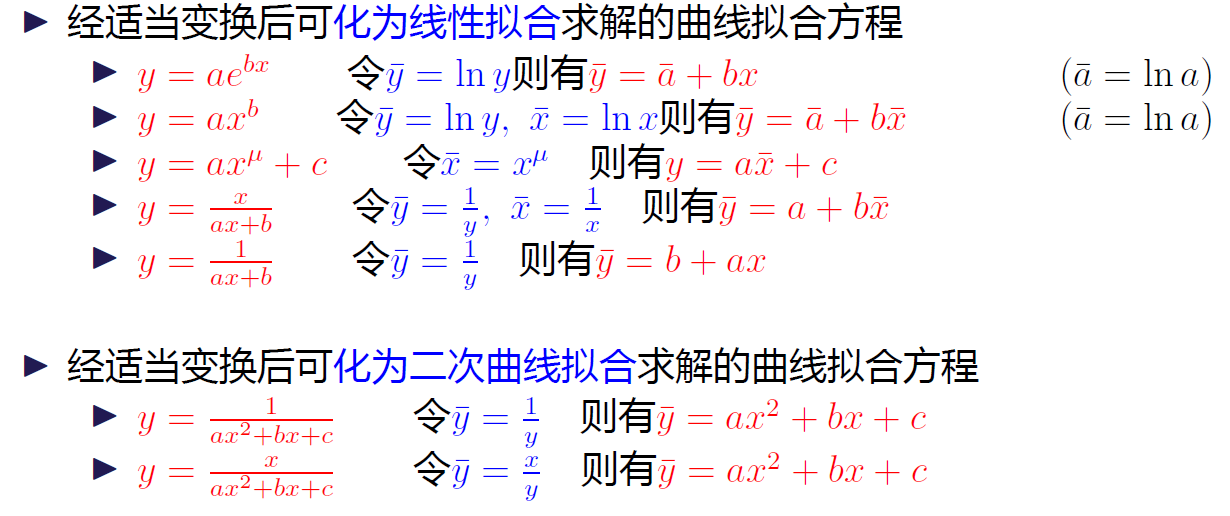 ▶ 经适当变换后可化为线性拟合求解的曲线拟合方程
▶ $y = ae^{bx}$ 令$\bar{y} = \ln y$则有$\bar{y} = \bar{a} + bx$ $(\bar{a} = \ln a)$
▶ $y = ax^{b}$ 令$\bar{y} = \ln y,\ \bar{x} = \ln x$则有$\bar{y} = \bar{a} + b\bar{x}$ $(\bar{a} = \ln a)$
▶ $y = ax^{\mu} + c$ 令$\bar{x} = x^{\mu}$ 则有$y = a\bar{x} + c$
▶ $y = \frac{x}{ax+b}$ 令$\bar{y} = \frac{1}{y},\ \bar{x} = \frac{1}{x}$ 则有$\bar{y} = a + b\bar{x}$
▶ $y = \frac{1}{ax+b}$ 令$\bar{y} = \frac{1}{y}$ 则有$\bar{y} = b + ax$
▶ 经适当变换后可化为二次曲线拟合求解的曲线拟合方程
▶ $y = \frac{1}{ax^2+bx+c}$ 令$\bar{y} = \frac{1}{y}$ 则有$\bar{y} = ax^2 + bx + c$
▶ $y = \frac{x}{ax^2+bx+c}$ 令$\bar{y} = \frac{x}{y}$ 则有$\bar{y} = ax^2 + bx + c$